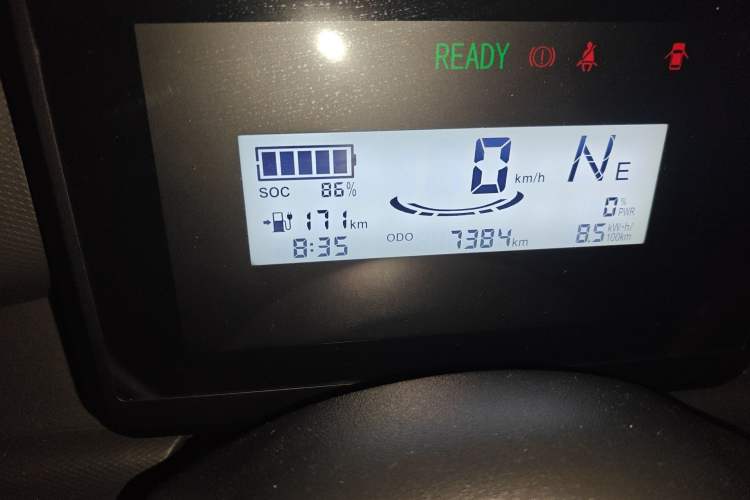 READY
0 km/h
N E
SOC 86%
171 km
0 % PWR
8:35
ODO 7384 km
8.5 kW·h/100km